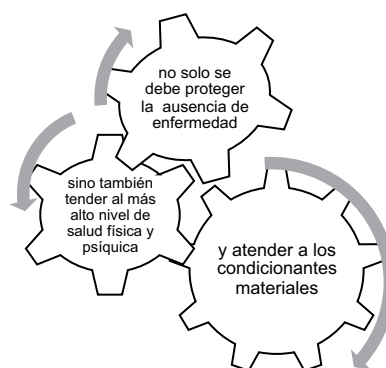 no solo se
debe proteger
la ausencia de
enfermedad
sino también
tender al más
alto nivel de
salud física y
psíquica
y atender a los
condicionantes
materiales